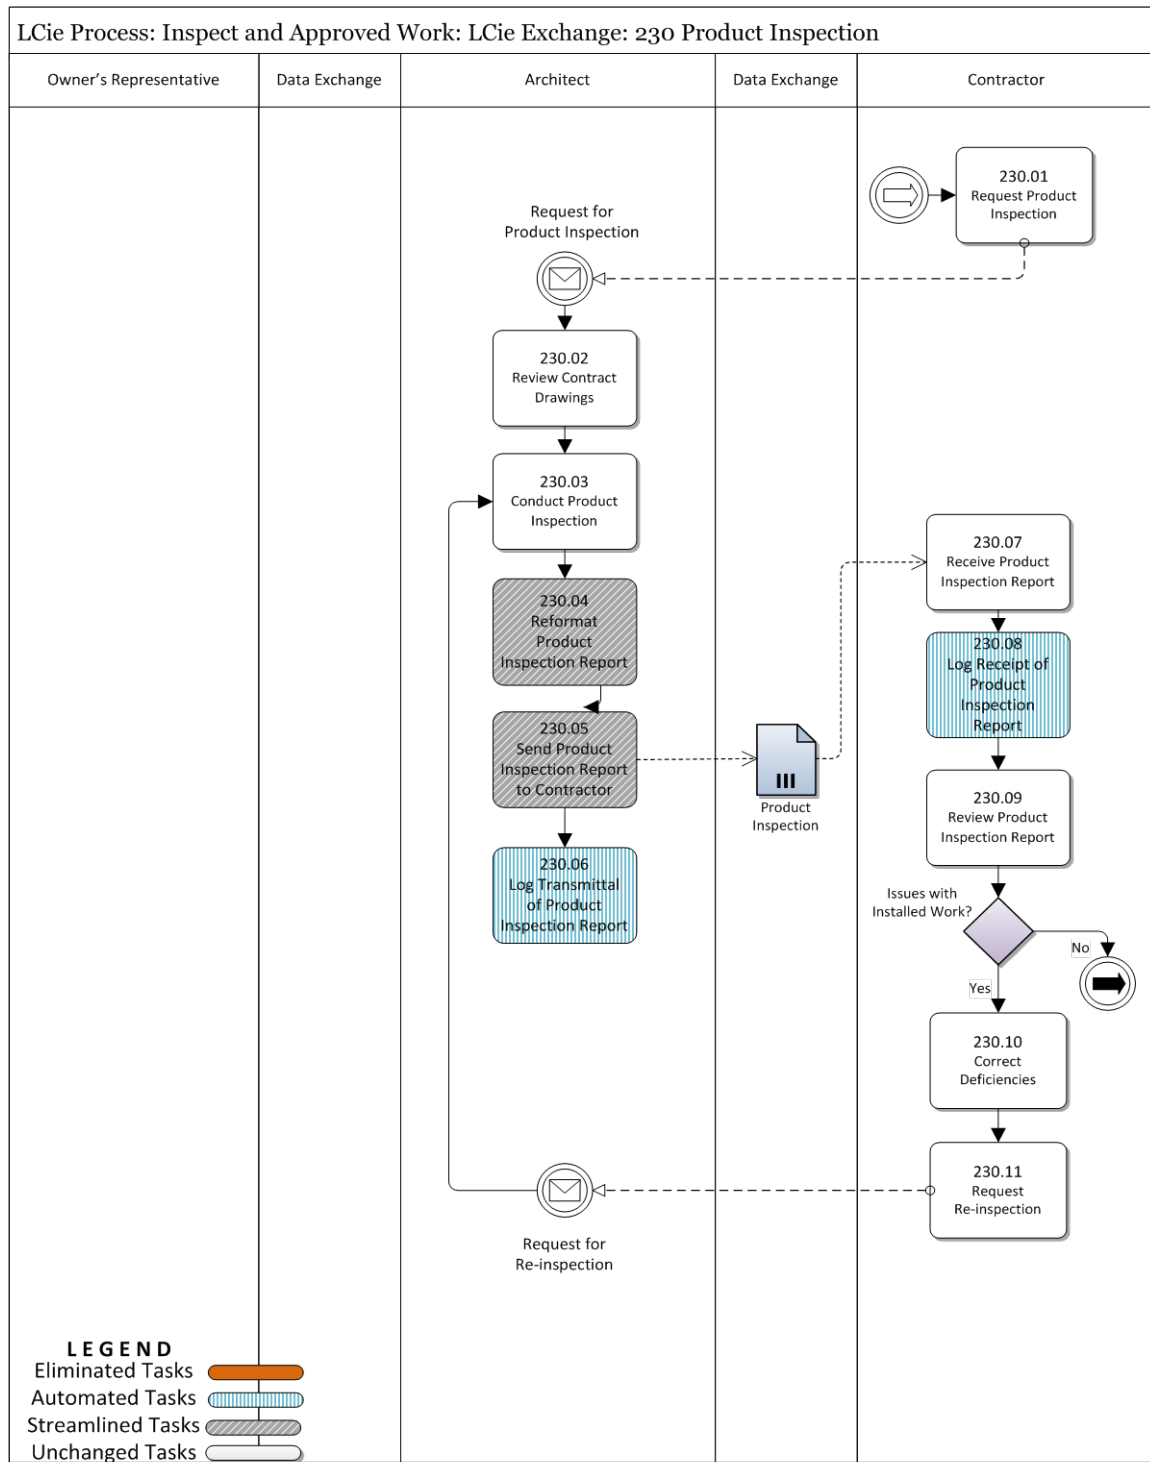 LCie Process: Inspect and Approved Work: LCie Exchange: 230 Product Inspection
Owner's Representative
Data Exchange
Architect
Data Exchange
Contractor
230.01
Request Product
Inspection
Request for
Product Inspection
230.02
Review Contract
Drawings
230.03
Conduct Product
Inspection
230.04
Reformat
Product
Inspection Report
230.05
Send Product
Inspection Report
to Contractor
230.06
Log Transmittal
of Product
Inspection Report
Product
Inspection
230.07
Receive Product
Inspection Report
230.08
Log Receipt of
Product
Inspection
Report
230.09
Review Product
Inspection Report
Issues with
Installed Work?
No
Yes
230.10
Correct
Deficiencies
230.11
Request
Re-inspection
Request for
Re-inspection
LEGEND
Eliminated Tasks
Automated Tasks
Streamlined Tasks
Unchanged Tasks